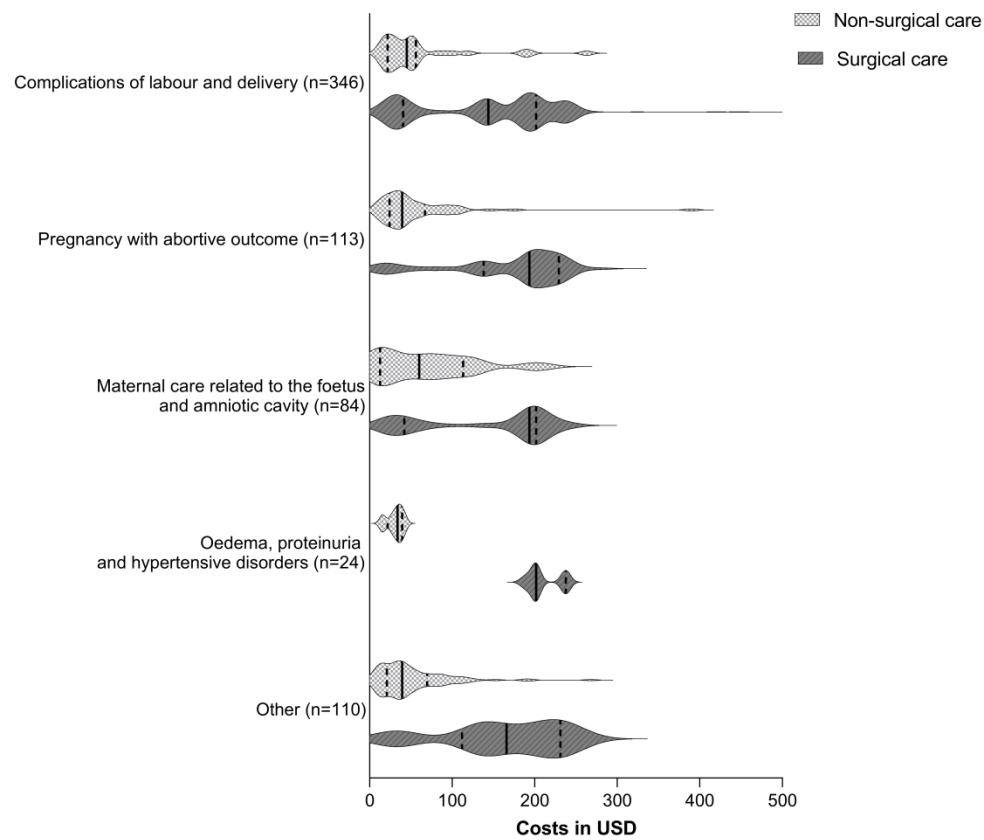 Non-surgical care
Surgical care
Complications of labour and delivery (n=346)
Pregnancy with abortive outcome (n=113)
Maternal care related to the foetus
and amniotic cavity (n=84)
Oedema, proteinuria
and hypertensive disorders (n=24)
Other (n=110)
0 100 200 300 400 500
Costs in USD